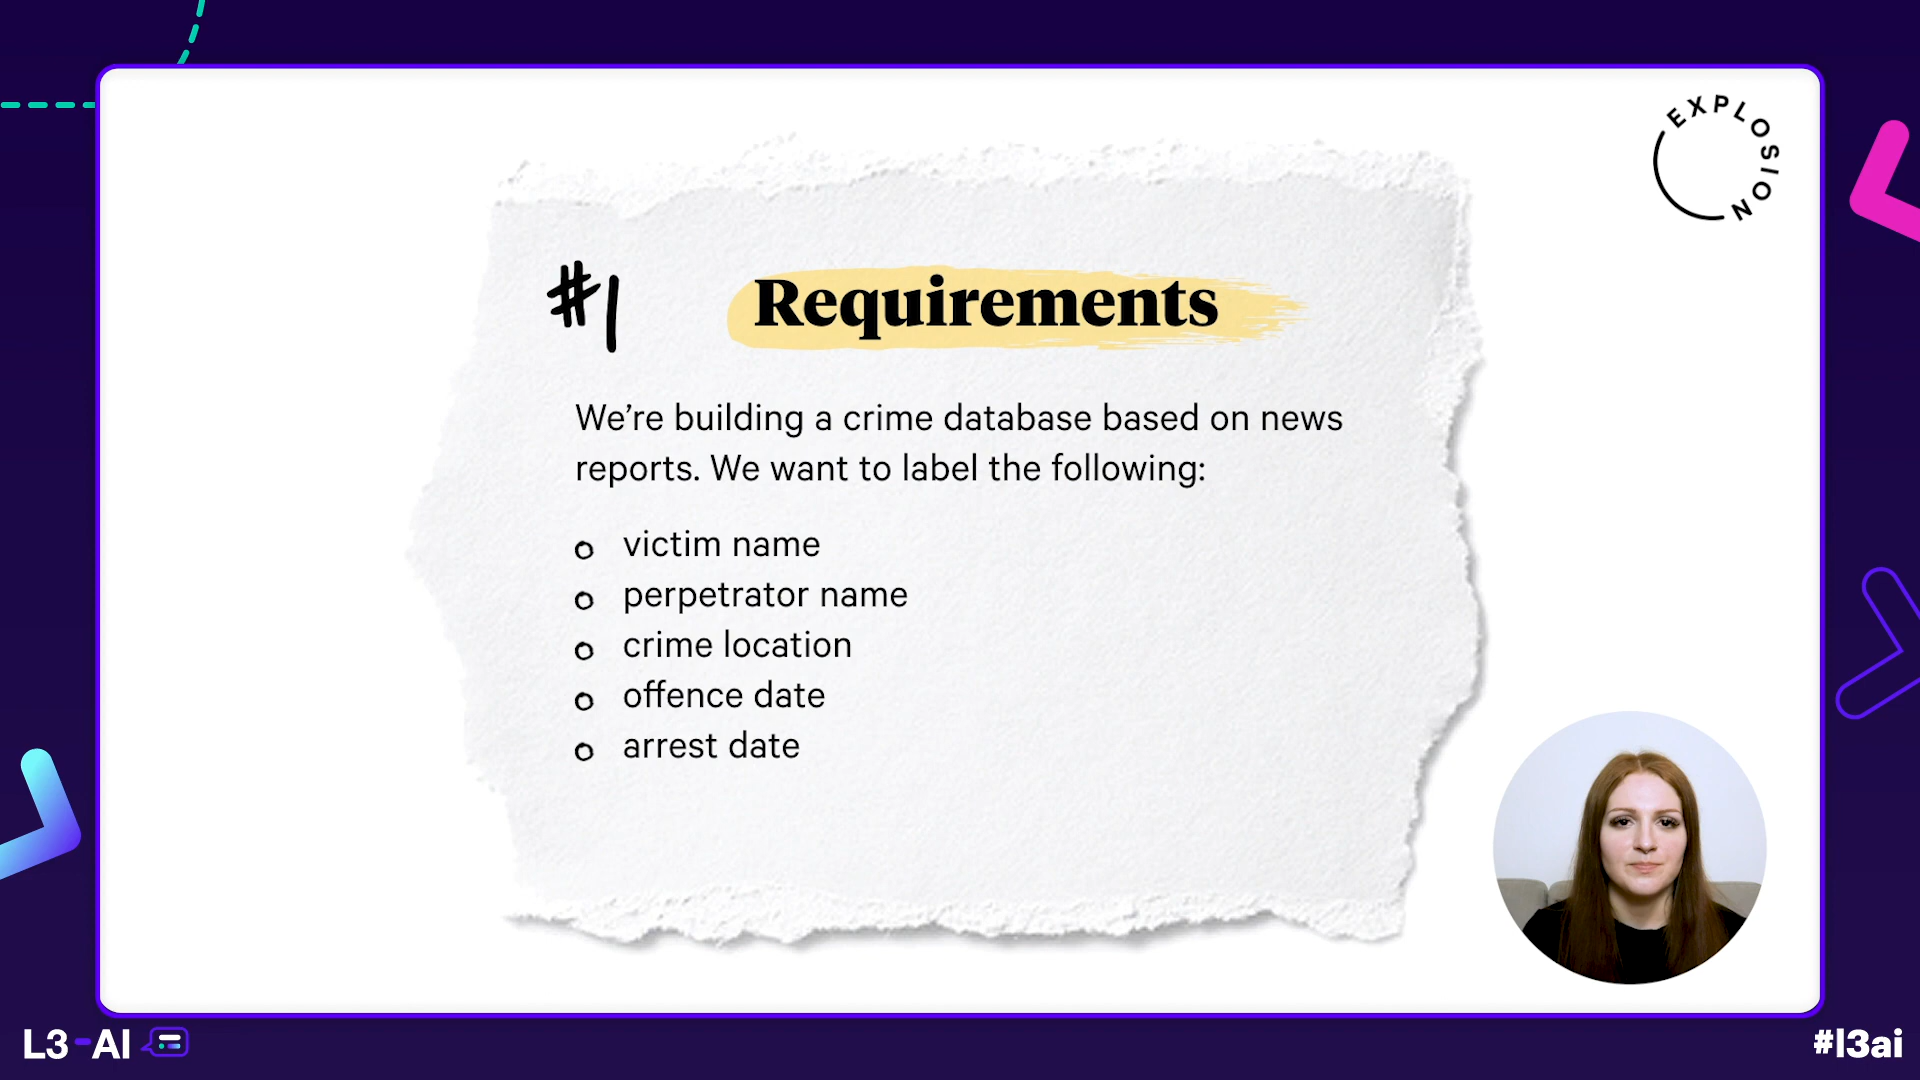 EXPLOSION
#1 Requirements
We’re building a crime database based on news
reports. We want to label the following:
victim name
perpetrator name
crime location
offence date
arrest date
L3-AI
#l3ai